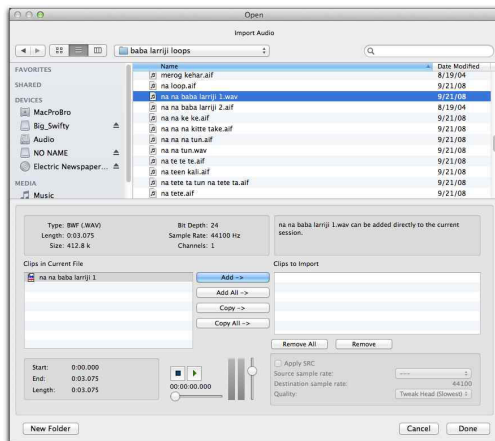 Open
Import Audio
baba larriji loops
FAVORITES
SHARED
DEVICES
MacProBro
Big_Swifty
Audio
NO NAME
Electric Newspaper...
MEDIA
Music
Name Date Modified
merog kehar.aif 8/19/04
na loop.aif 9/21/08
na na baba larriji 1.wav 9/21/08
na na baba larriji 2.aif 8/19/04
na na ke ke.aif 9/21/08
na na na kitte take.aif 9/21/08
na na na tun.aif 9/21/08
na na tun.wav 9/21/08
na te te te.aif 9/21/08
na teen kali.aif 9/21/08
na tete ta tun na tete ta.aif 9/21/08
na tete.aif 9/21/08
Type: BWF (.WAV) Bit Depth: 24
Length: 0:03.075 Sample Rate: 44100 Hz
Size: 412.8 k Channels: 1
na na baba larriji 1.wav can be added directly to the current
session.
Clips in Current File
na na baba larriji 1
Add ->
Add All ->
Copy ->
Copy All ->
Clips to Import
Remove All Remove
Start: 0:00.000
End: 0:03.075
Length: 0:03.075
00:00:00.000
Apply SRC
Source sample rate: ----
Destination sample rate: 44100
Quality: Tweak Head (Slowest)
New Folder Cancel Done